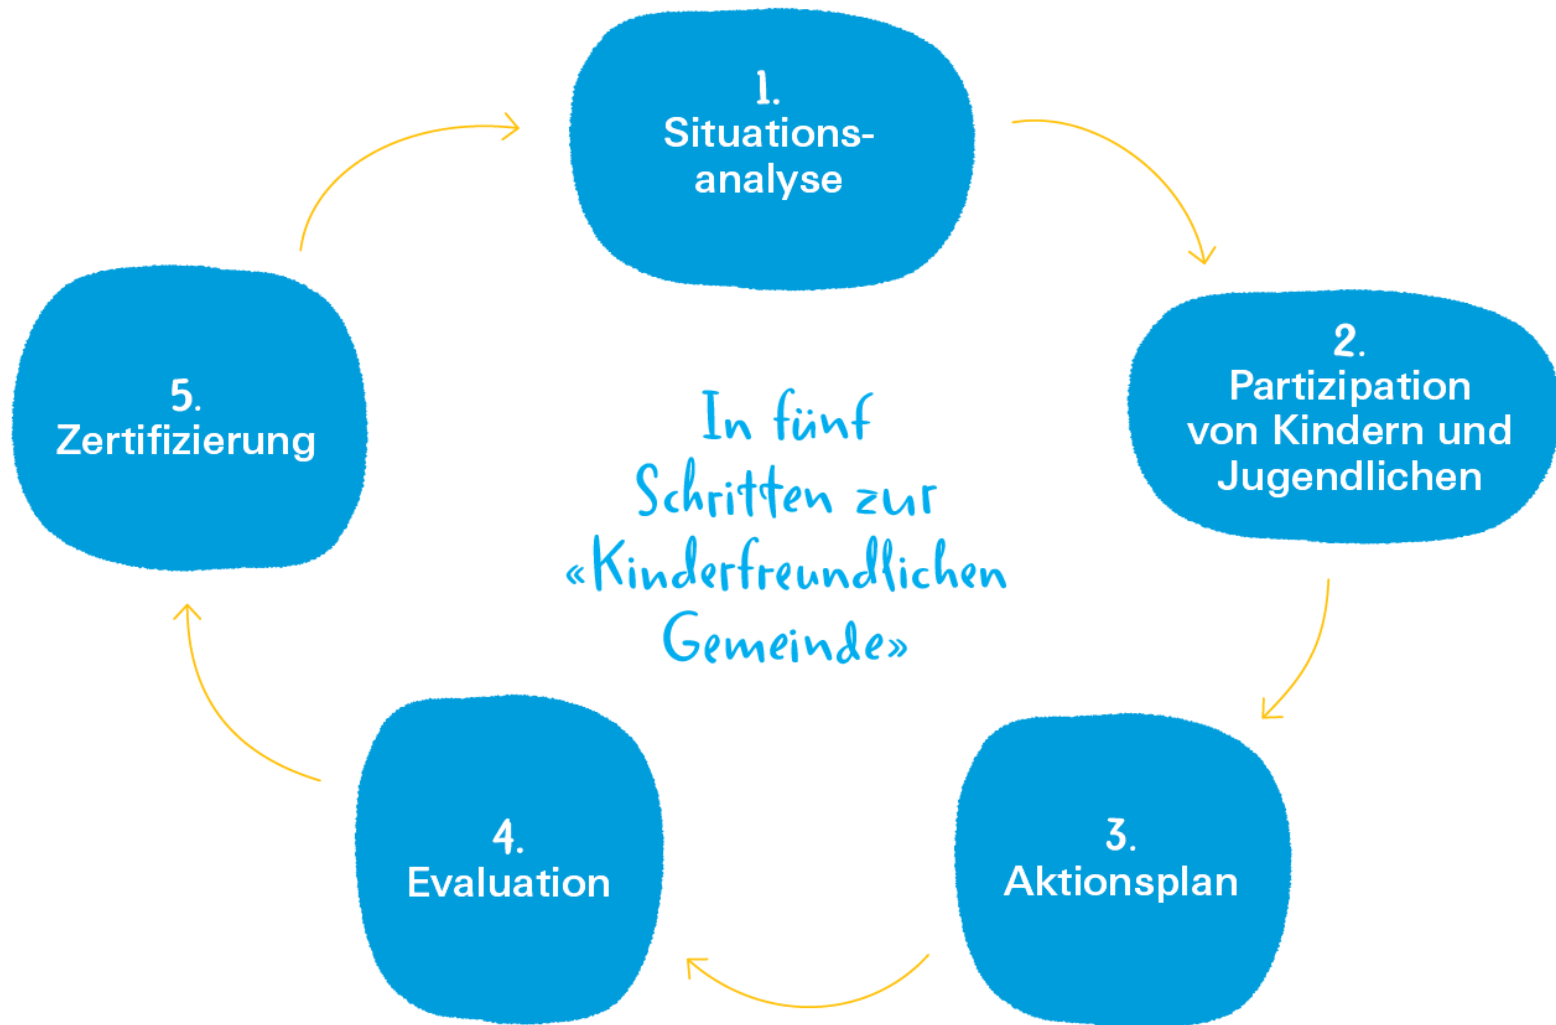 1.
Situations-
analyse
2.
Partizipation
von Kindern und
Jugendlichen
3.
Aktionsplan
4.
Evaluation
5.
Zertifizierung
In fünf
Schritten zur
«Kinderfreundlichen
Gemeinde»